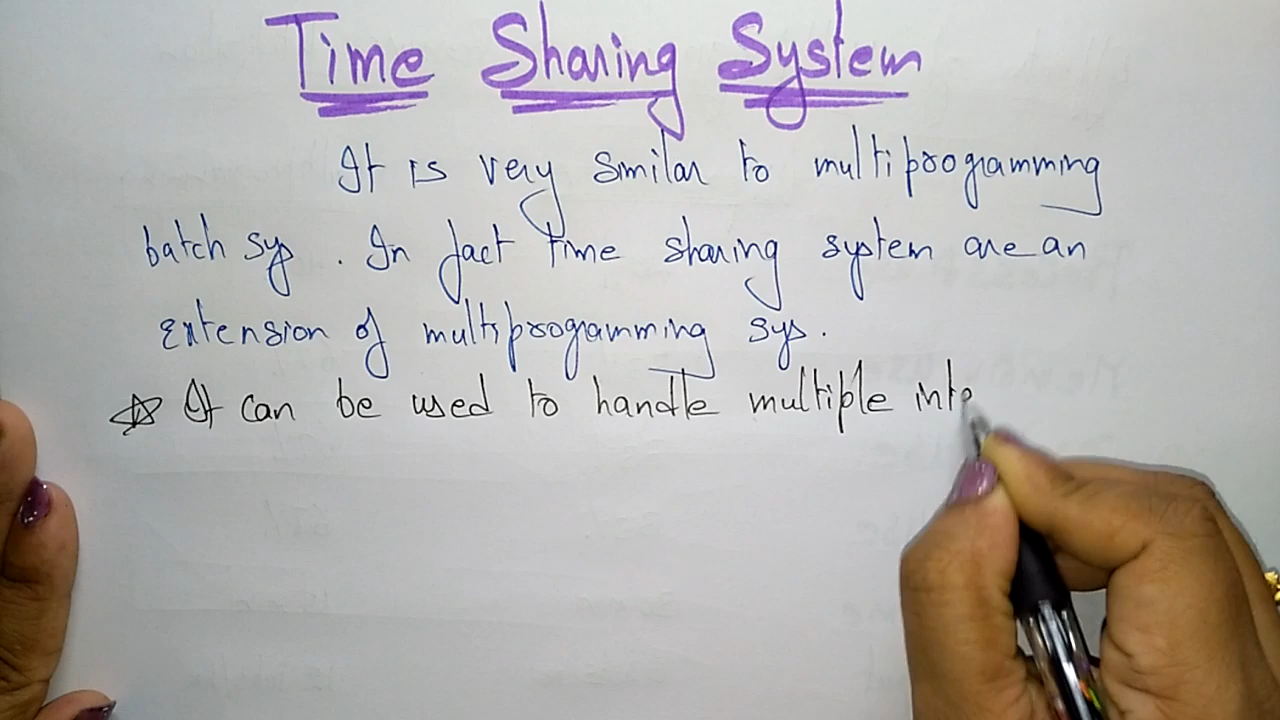 Time Sharing System
It is very similar to multiprogramming
batch sys . In fact time sharing system are an
extension of multiprogramming sys.
☆ It can be used to handle multiple inte